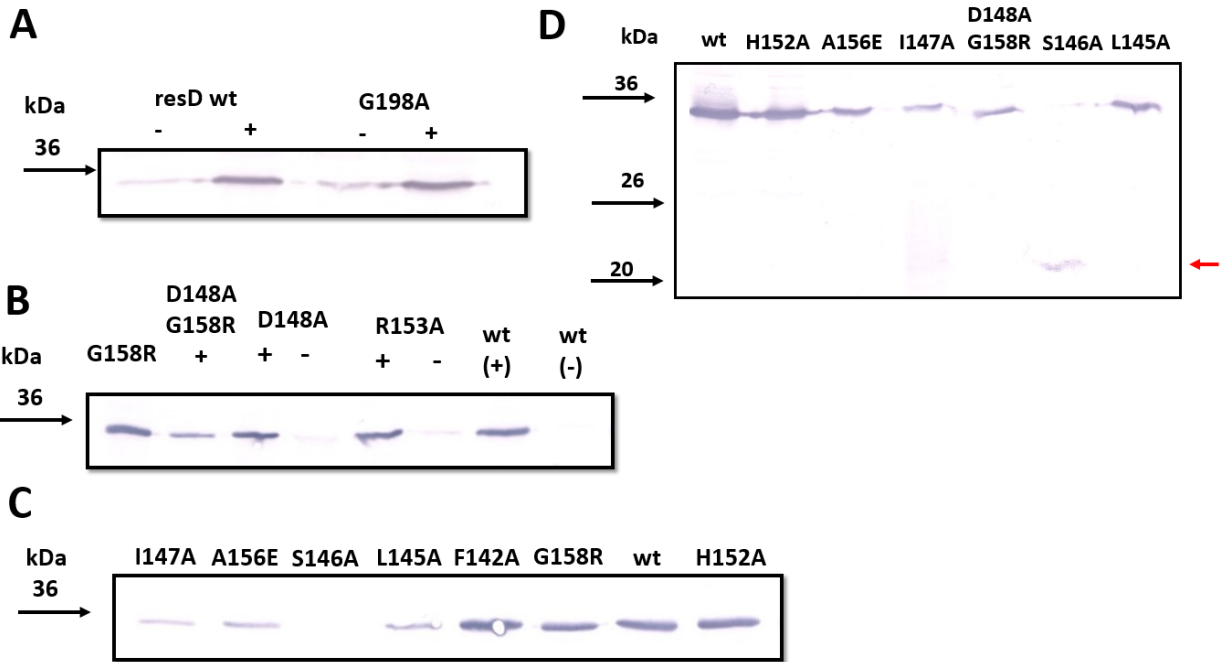 A
resD wt G198A
kDa - + - +
36
B
D148A
G158R D148A R153A wt wt
kDa G158R + + - + - (+) (-)
36
C
kDa I147A A156E S146A L145A F142A G158R wt H152A
36
D
D148A
kDa wt H152A A156E I147A G158R S146A L145A
36
26
20